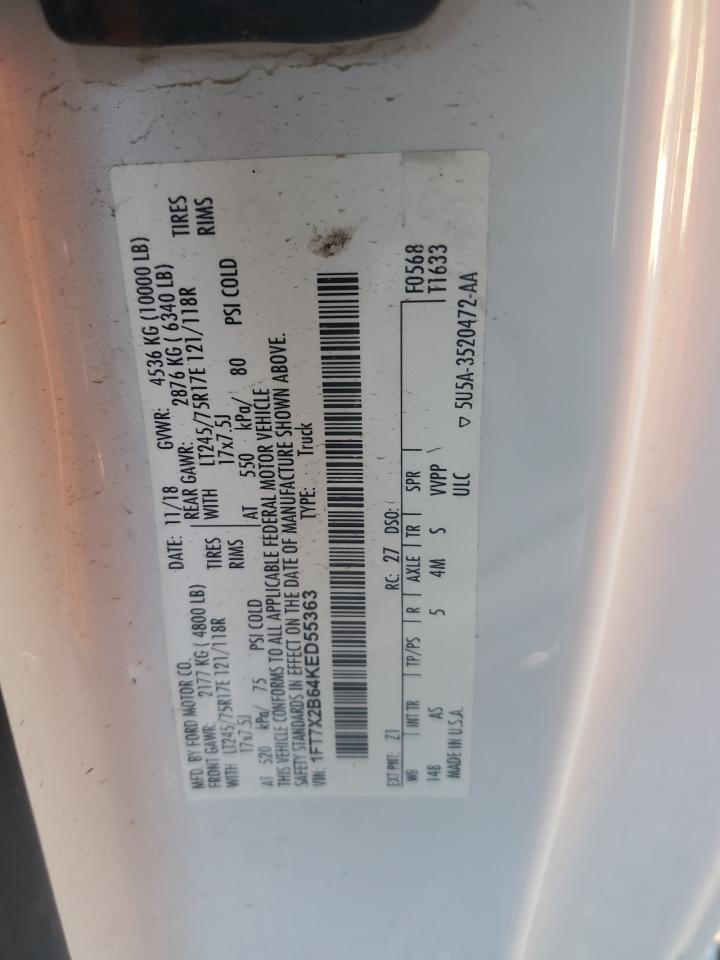 MFD. BY FORD MOTOR CO.
DATE: 11/18 GVWR: 4536 KG (10000 LB)
FRONT GAWR: 2177 KG ( 4800 LB)
REAR GAWR: 2876 KG ( 6340 LB)
WITH LT245/75R17E 121/118R TIRES
WITH LT245/75R17E 121/118R TIRES
17x7.5J RIMS
17x7.5J RIMS
AT 520 kPa/ 75 PSI COLD
AT 550 kPa/ 80 PSI COLD
THIS VEHICLE CONFORMS TO ALL APPLICABLE FEDERAL MOTOR VEHICLE
SAFETY STANDARDS IN EFFECT ON THE DATE OF MANUFACTURE SHOWN ABOVE.
VIN: 1FT7X2B64KED55363 TYPE: Truck
EXT PNT: Z1 RC: 27 DSO: F0568
WB INT TR TP/PS R AXLE TR SPR T1633
148 AS 5 4M S VVPP
MADE IN U.S.A. ULC
▽ 5U5A-3520472-AA